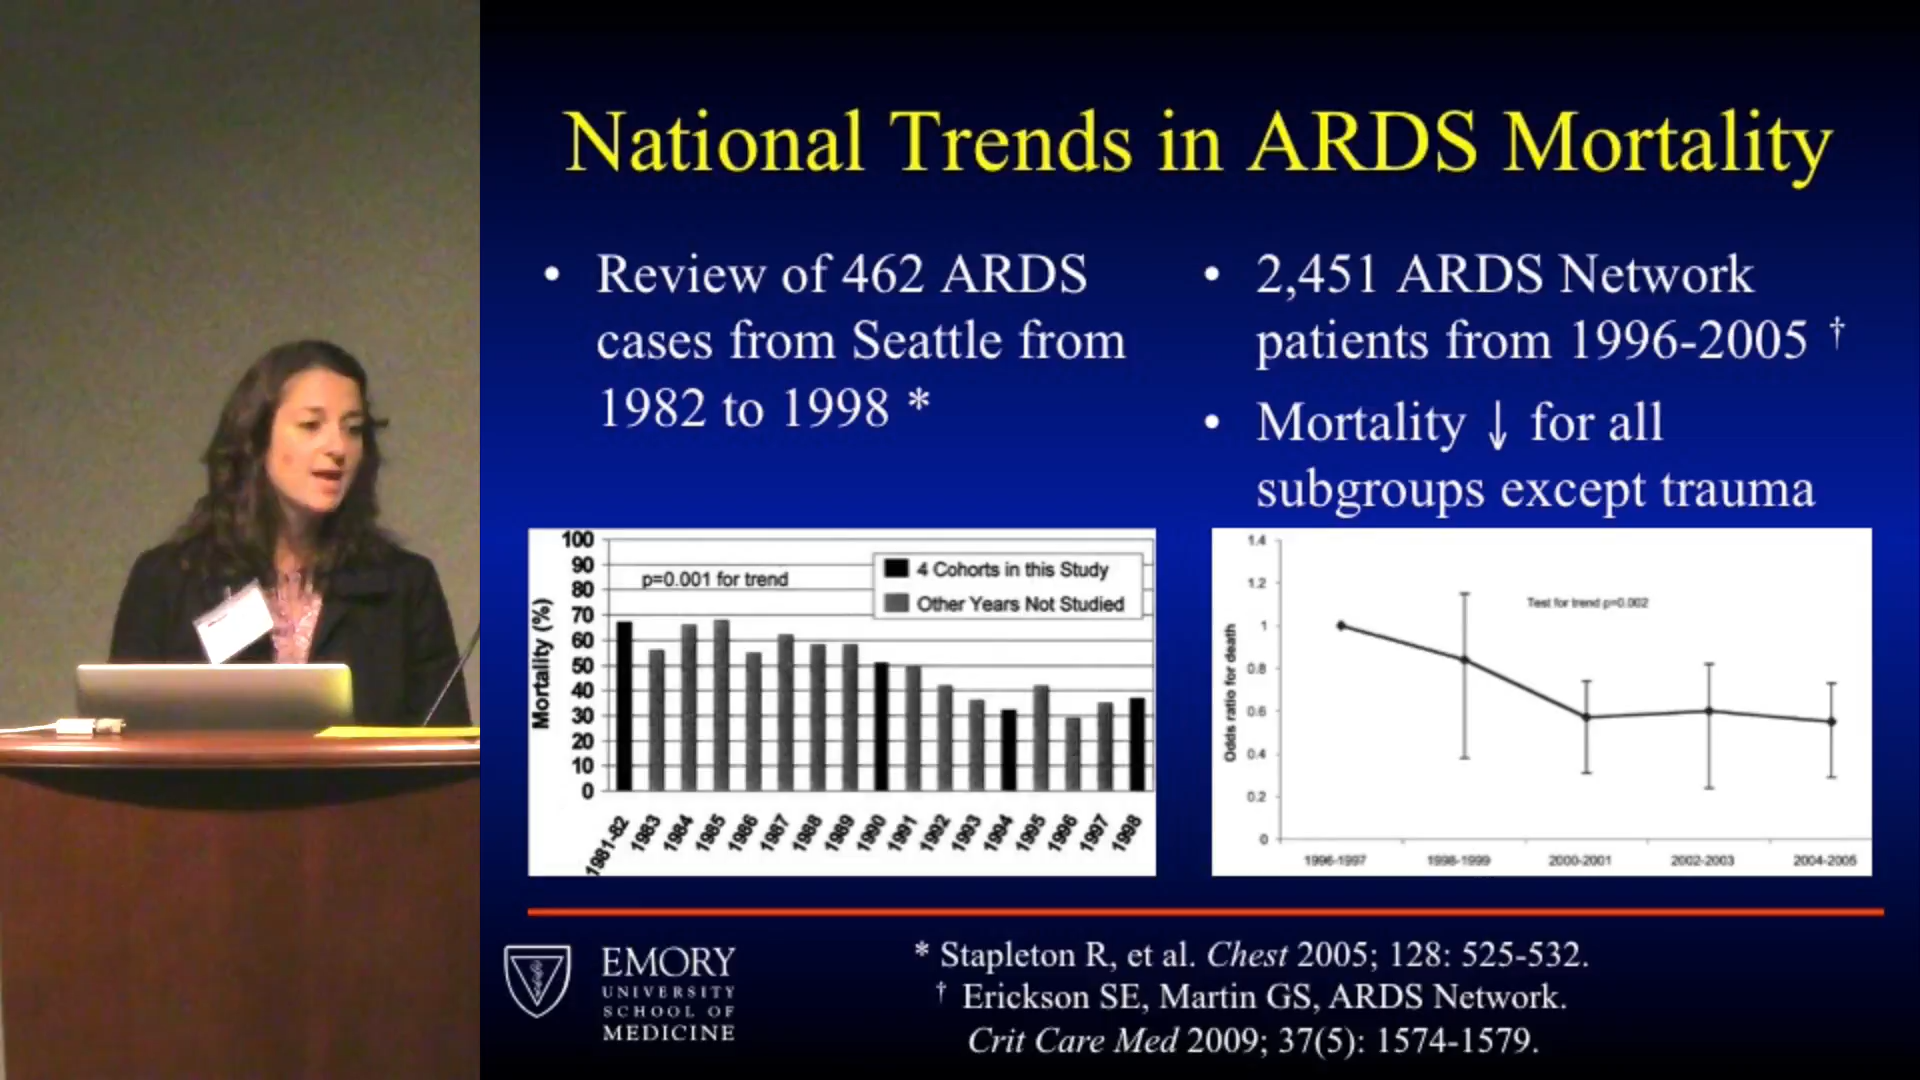 National Trends in ARDS Mortality
• Review of 462 ARDS
cases from Seattle from
1982 to 1998 *
• 2,451 ARDS Network
patients from 1996-2005 †
• Mortality ↓ for all
subgroups except trauma
100
90
80
70
60
50
40
30
20
10
0
Mortality (%)
p=0.001 for trend
4 Cohorts in this Study
Other Years Not Studied
1981-82 1983 1984 1985 1986 1987 1988 1989 1990 1991 1992 1993 1994 1995 1996 1997 1998
1.4
1.2
1
0.8
0.6
0.4
0.2
0
Odds ratio for death
Test for trend p=0.002
1996-1997 1998-1999 2000-2001 2002-2003 2004-2005
EMORY
UNIVERSITY
SCHOOL OF
MEDICINE
* Stapleton R, et al. Chest 2005; 128: 525-532.
† Erickson SE, Martin GS, ARDS Network.
Crit Care Med 2009; 37(5): 1574-1579.